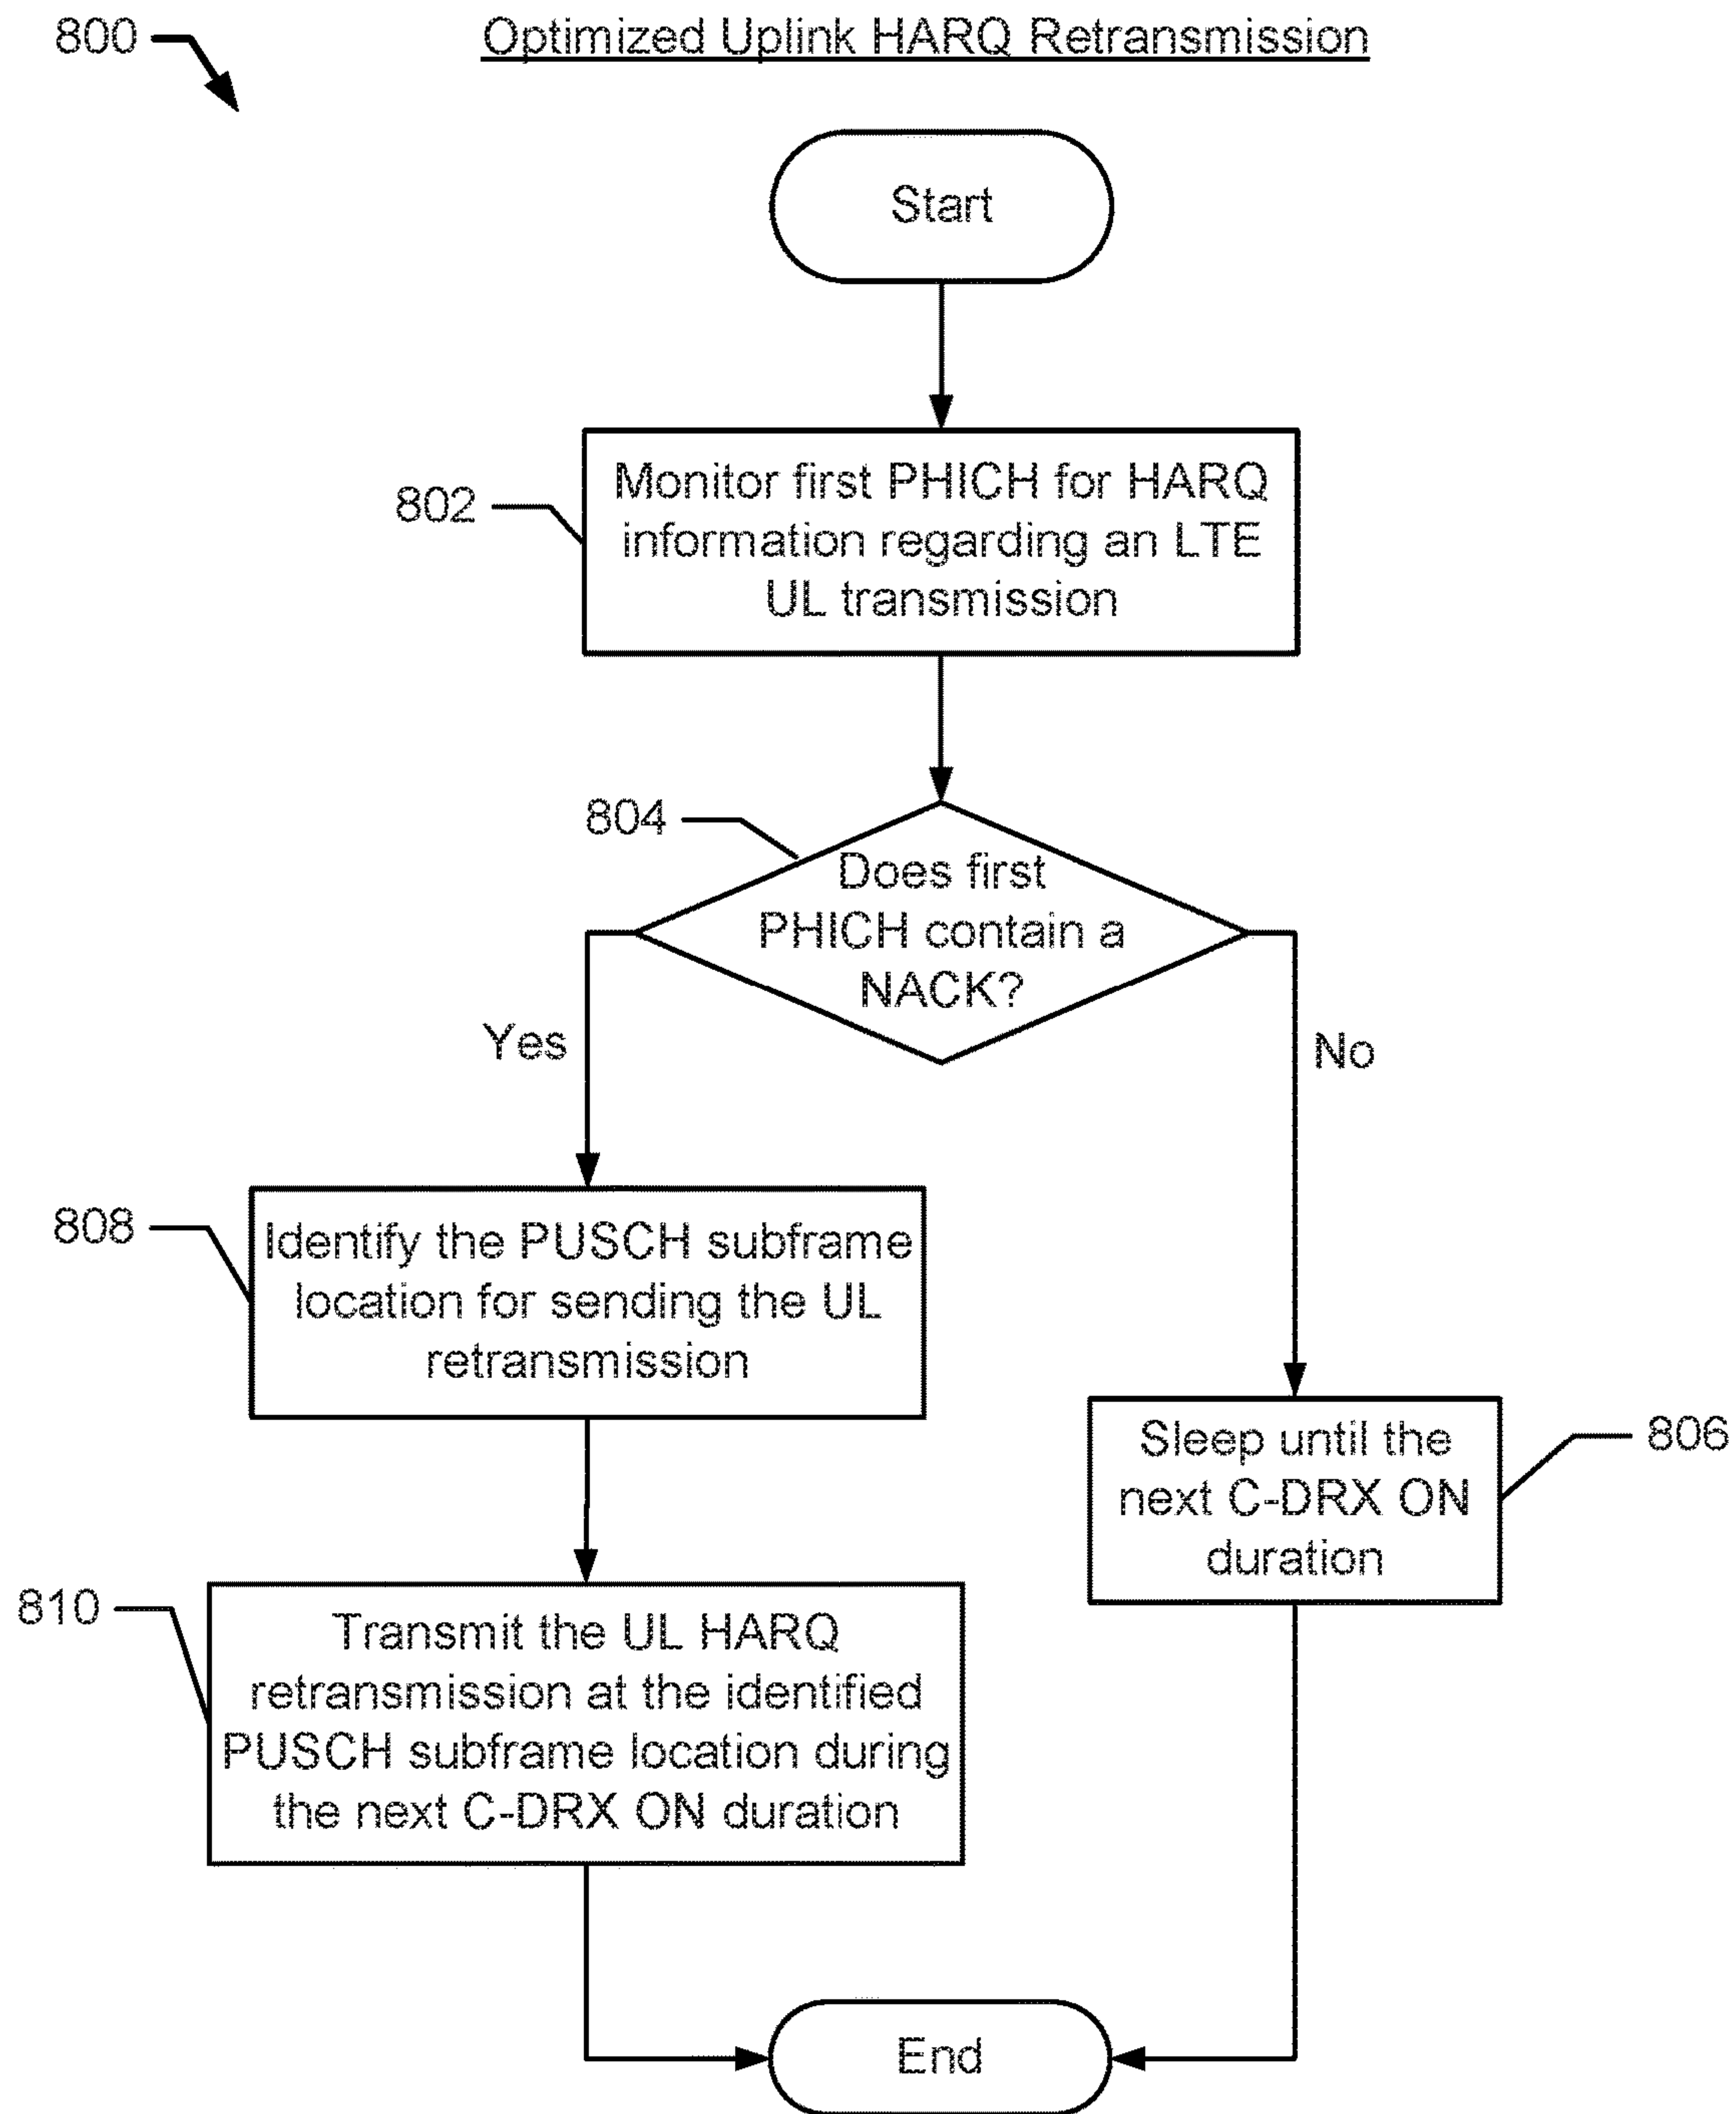 800
Optimized Uplink HARQ Retransmission
Start
802
Monitor first PHICH for HARQ
information regarding an LTE
UL transmission
804
Does first
PHICH contain a
NACK?
Yes
No
808
Identify the PUSCH subframe
location for sending the UL
retransmission
806
Sleep until the
next C-DRX ON
duration
810
Transmit the UL HARQ
retransmission at the identified
PUSCH subframe location during
the next C-DRX ON duration
End